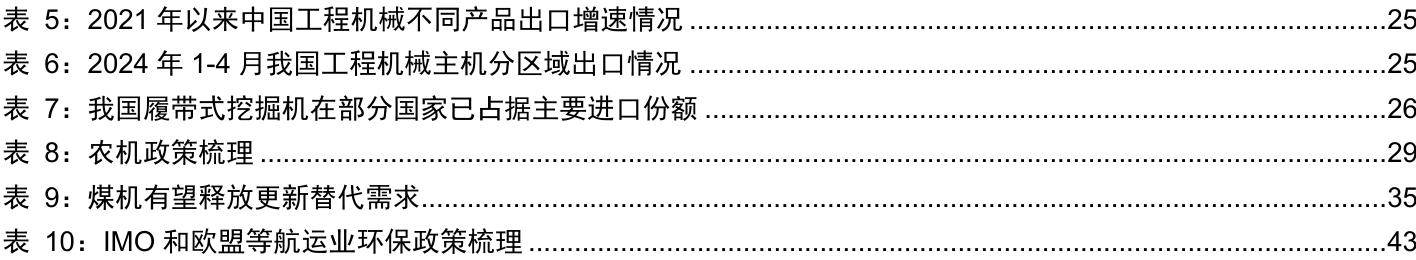 表 5：2021 年以来中国工程机械不同产品出口增速情况 ........................................25
表 6：2024 年 1-4 月我国工程机械主机分区域出口情况 ........................................25
表 7：我国履带式挖掘机在部分国家已占据主要进口份额 ........................................26
表 8：农机政策梳理 ........................................29
表 9：煤机有望释放更新替代需求........................................35
表 10：IMO 和欧盟等航运业环保政策梳理 ........................................43